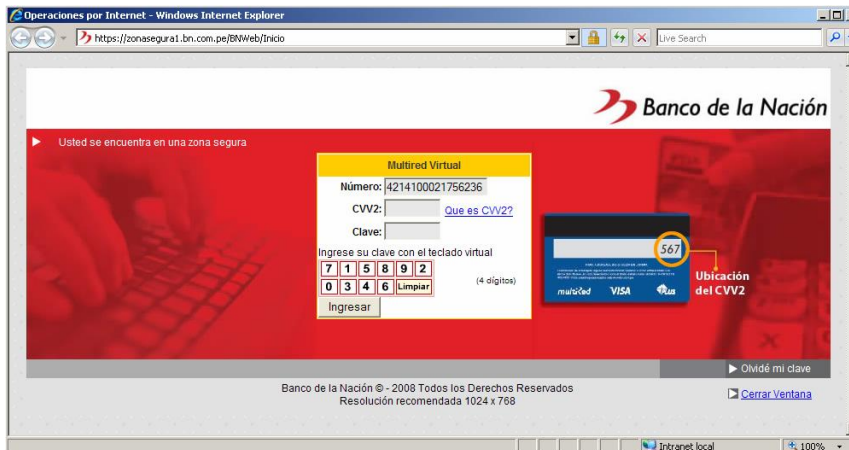 Operaciones por Internet - Windows Internet Explorer
https://zonasegura1.bn.com.pe/BNWeb/Inicio
Live Search
Banco de la Nación
Usted se encuentra en una zona segura
Multired Virtual
Número: 4214100021756236
CVV2: Que es CVV2?
Clave:
Ingrese su clave con el teclado virtual
7 1 5 8 9 2
0 3 4 6 Limpiar (4 dígitos)
Ingresar
567
Ubicación
del CVV2
multired VISA Plus
Olvidé mi clave
Banco de la Nación © - 2008 Todos los Derechos Reservados
Resolución recomendada 1024 x 768
Cerrar Ventana
Intranet local 100%